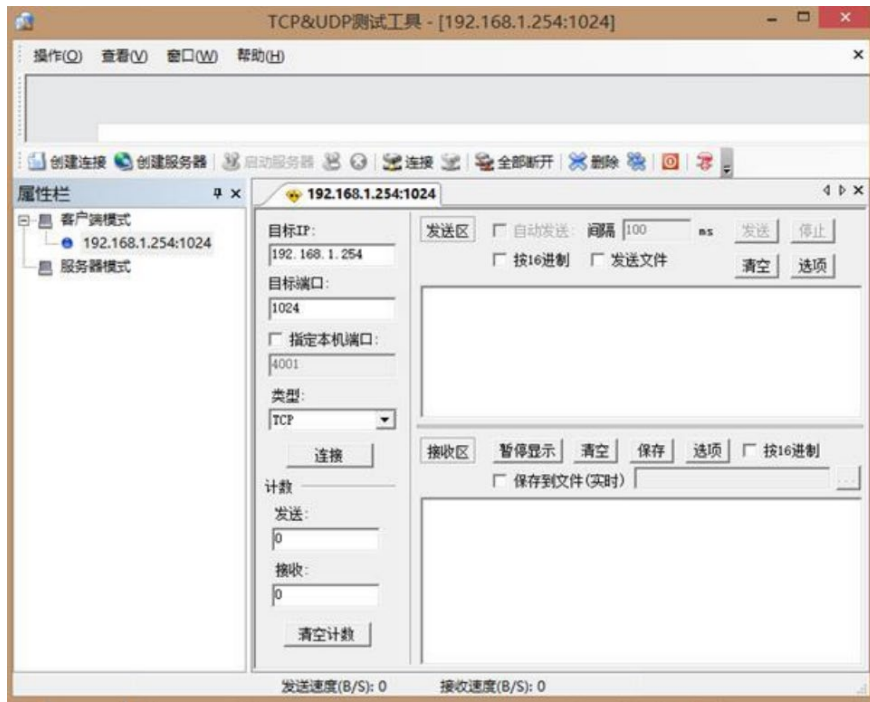 TCP&UDP测试工具 - [192.168.1.254:1024]
操作(O) 查看(V) 窗口(W) 帮助(H)
创建连接 创建服务器 启动服务器 连接 全部断开 删除
属性栏
192.168.1.254:1024
客户端模式
192.168.1.254:1024
服务器模式
目标IP:
192.168.1.254
目标端口:
1024
指定本机端口:
4001
类型:
TCP
连接
计数
发送:
0
接收:
0
清空计数
发送区 自动发送: 间隔 100 ms 发送 停止
按16进制 发送文件 清空 选项
接收区 暂停显示 清空 保存 选项 按16进制
保存到文件(实时) ...
发送速度(B/S): 0 接收速度(B/S): 0